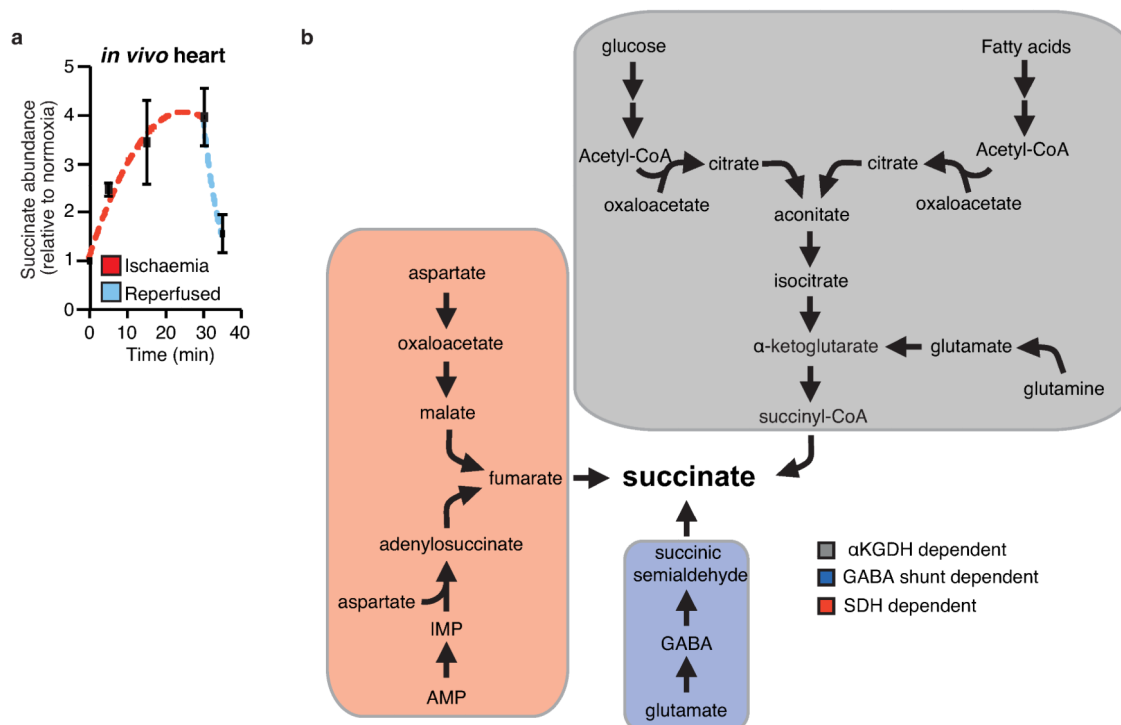 a
in vivo heart
Succinate abundance
(relative to normoxia)
5
4
3
2
1
0
Ischaemia
Reperfused
0
10
20
30
40
Time (min)
b
glucose
Fatty acids
Acetyl-CoA
citrate
citrate
Acetyl-CoA
oxaloacetate
oxaloacetate
aconitate
isocitrate
α-ketoglutarate
glutamate
glutamine
succinyl-CoA
aspartate
oxaloacetate
malate
fumarate
succinate
adenylosuccinate
aspartate
IMP
AMP
succinic
semialdehyde
GABA
glutamate
αKGDH dependent
GABA shunt dependent
SDH dependent